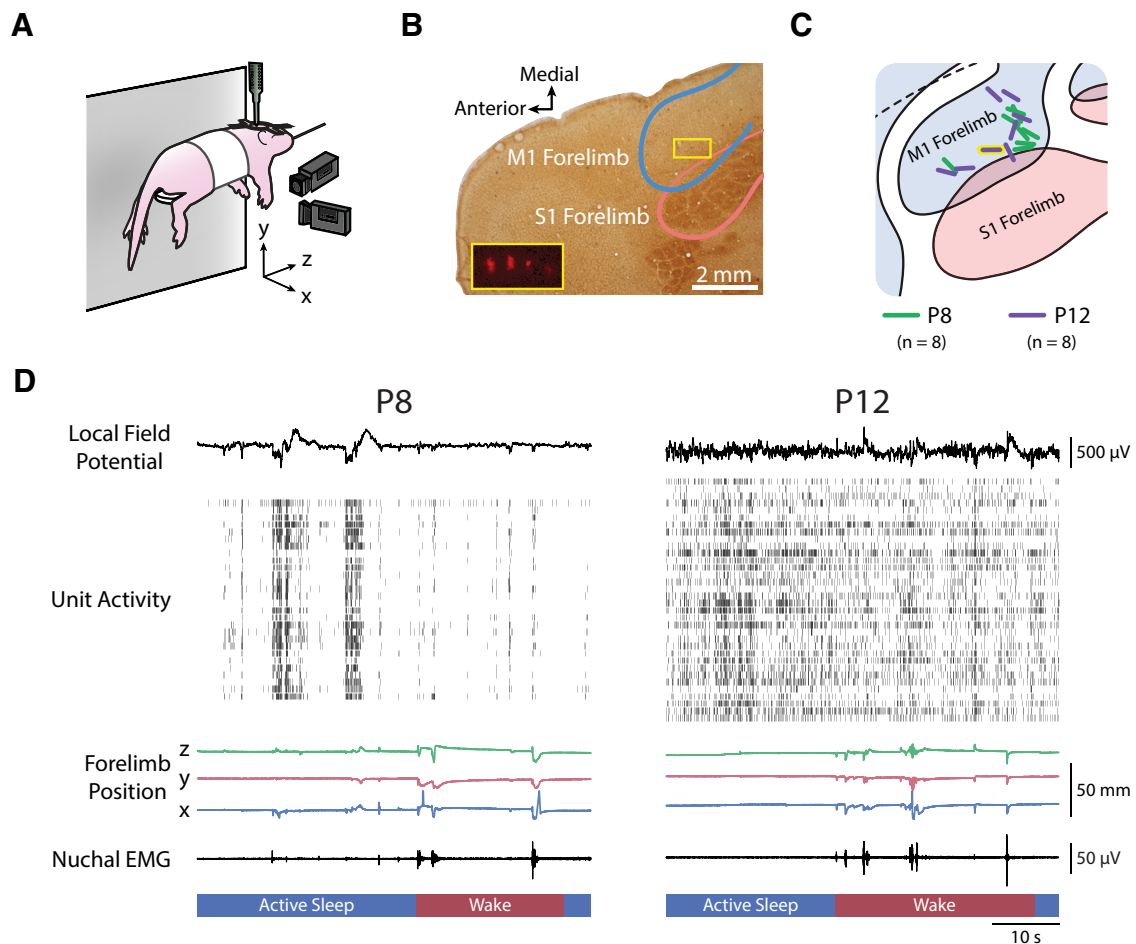 A
B
C
Medial
Anterior
M1 Forelimb
S1 Forelimb
2 mm
y
z
x
M1 Forelimb
S1 Forelimb
P8
P12
(n = 8)
(n = 8)
D
P8
P12
Local Field
Potential
500 μV
Unit Activity
Forelimb
Position
z
y
x
50 mm
Nuchal EMG
50 μV
Active Sleep
Wake
Active Sleep
Wake
10 s